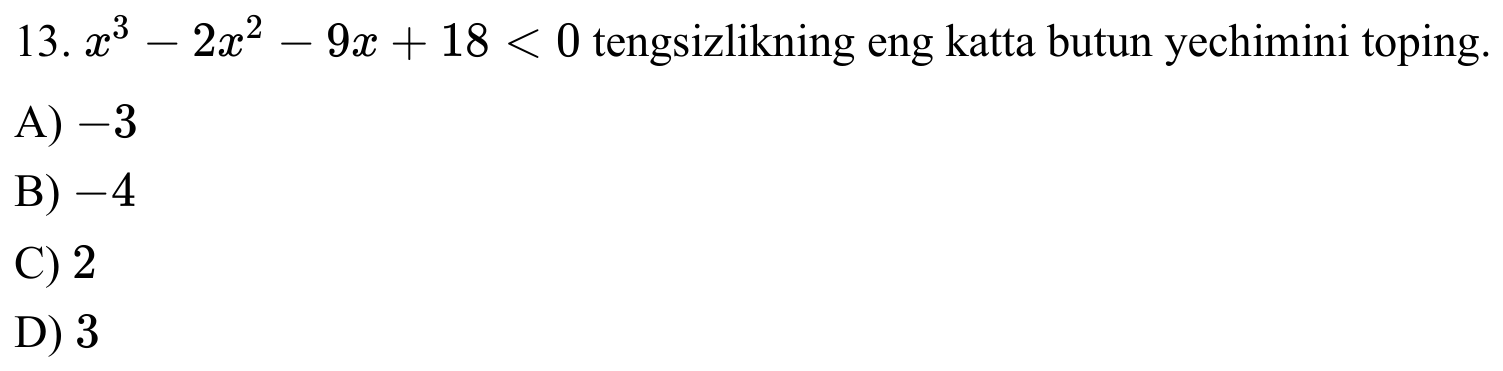 13. x³ − 2x² − 9x + 18 < 0 tengsizlikning eng katta butun yechimini toping.
A) −3
B) −4
C) 2
D) 3